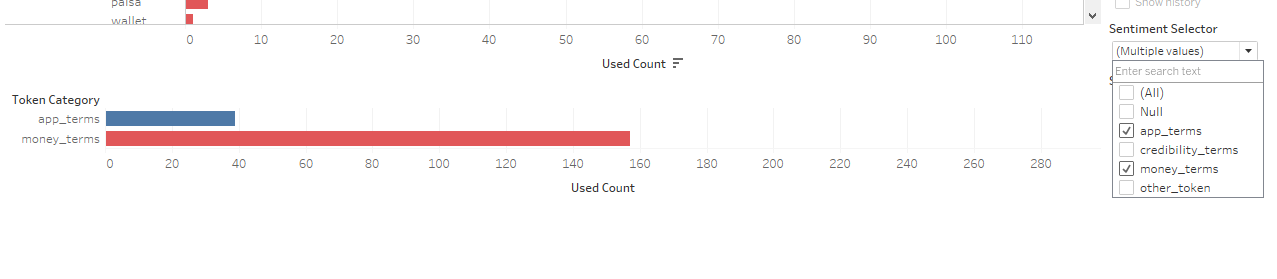 paisa
Show history
wallet
Sentiment Selector
0 10 20 30 40 50 60 70 80 90 100 110
(Multiple values)
Used Count
Enter search text
(All)
Token Category
Null
app_terms
app_terms
money_terms
credibility_terms
0 20 40 60 80 100 120 140 160 180 200 220 240 260 280
money_terms
Used Count
other_token